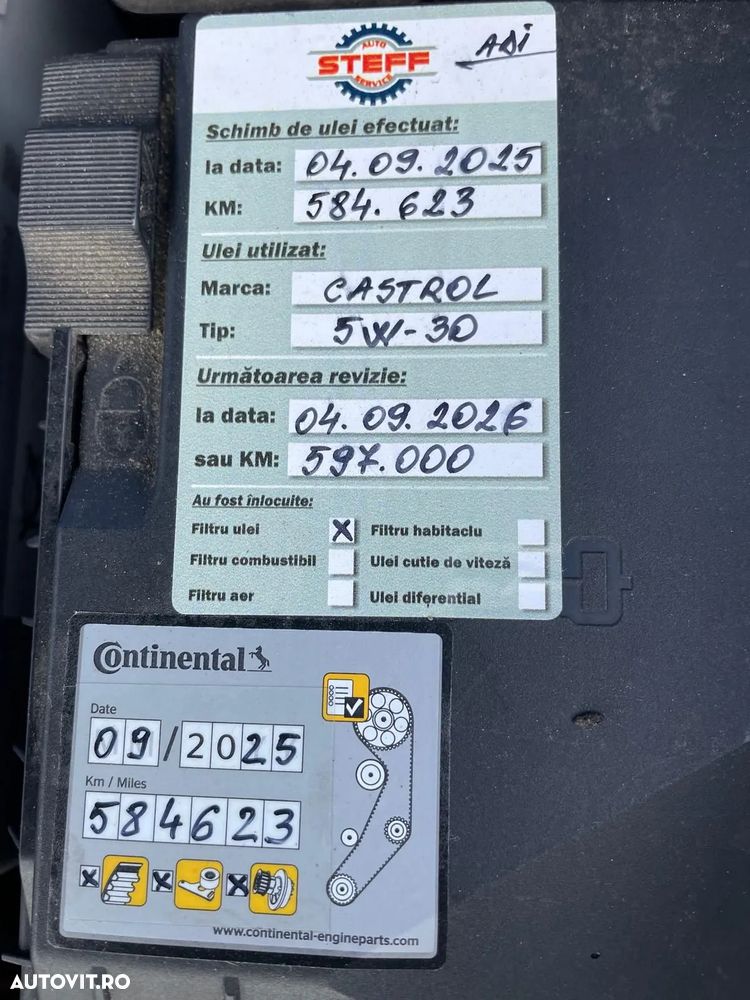 AUTO
STEFF
SERVICE
ADI
Schimb de ulei efectuat:
la data: 04.09.2025
KM: 584.623
Ulei utilizat:
Marca: CASTROL
Tip: 5W-30
Următoarea revizie:
la data: 04.09.2026
sau KM: 597.000
Au fost înlocuite:
Filtru ulei X Filtru habitaclu
Filtru combustibil Ulei cutie de viteză
Filtru aer Ulei diferential
Continental
Date
09/2025
Km / Miles
584623
X X X
www.continental-engineparts.com
AUTOVIT.RO